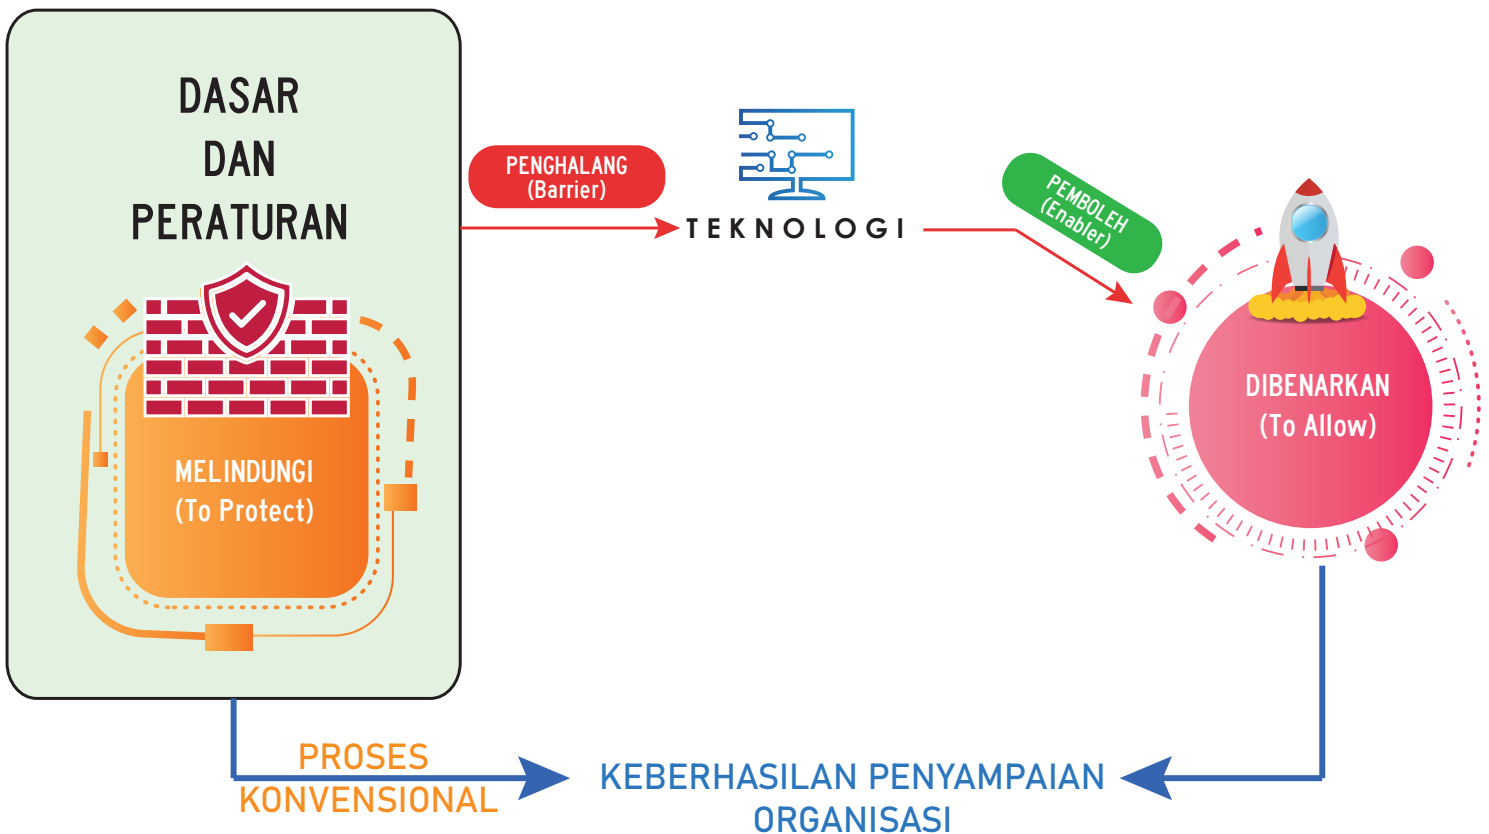 DASAR
DAN
PERATURAN
MELINDUNGI
(To Protect)
PENGHALANG
(Barrier)
TEKNOLOGI
PEMBOLEH
(Enabler)
DIBENARKAN
(To Allow)
PROSES
KONVENSIONAL
KEBERHASILAN PENYAMPAIAN
ORGANISASI